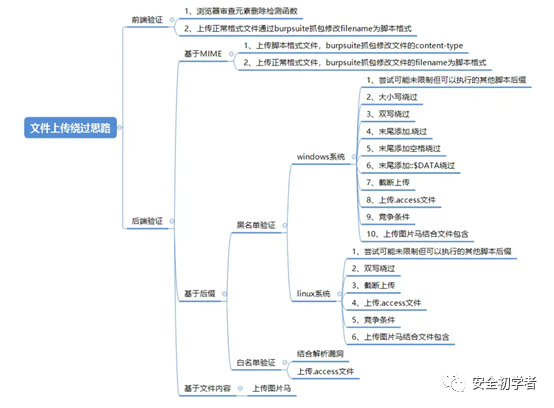 文件上传绕过思路
前端验证
1、浏览器审查元素删除检测函数
2、上传正常格式文件通过burpsuite抓包修改filename为脚本格式
后端验证
基于MIME
1、上传脚本格式文件，burpsuite抓包修改文件的content-type
2、上传正常格式文件，burpsuite抓包修改文件的filename为脚本格式
基于后缀
黑名单验证
windows系统
1、尝试可能未限制但可以执行的其他脚本后缀
2、大小写绕过
3、双写绕过
4、末尾添加.绕过
5、末尾添加空格绕过
6、末尾添加::$DATA绕过
7、截断上传
8、上传.access文件
9、竞争条件
10、上传图片马结合文件包含
linux系统
1、尝试可能未限制但可以执行的其他脚本后缀
2、双写绕过
3、截断上传
4、上传.access文件
5、竞争条件
6、上传图片马结合文件包含
白名单验证
结合解析漏洞
上传.access文件
基于文件内容
上传图片马
安全初学者